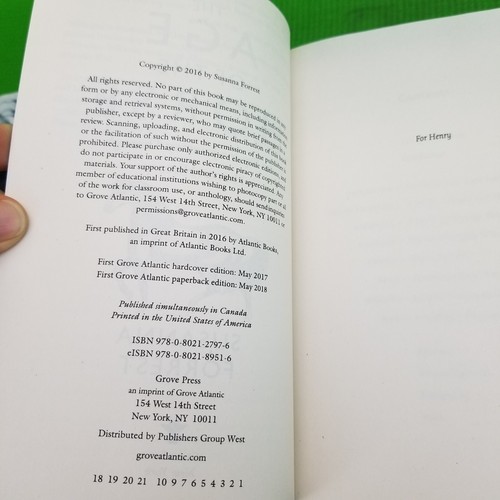 Copyright © 2016 by Susanna Forrest
All rights reserved. No part of this book may be reproduced in any
form or by any electronic or mechanical means, including information
storage and retrieval systems, without permission in writing from the
publisher, except by a reviewer, who may quote brief passages in a
review. Scanning, uploading, and electronic distribution of this book
or the facilitation of such without the permission of the publisher is
prohibited. Please purchase only authorized electronic editions, and
do not participate in or encourage electronic piracy of copyrighted
materials. Your support of the author's rights is appreciated. Any
member of educational institutions wishing to photocopy part or all
of the work for classroom use, or anthology, should send inquiries
to Grove Atlantic, 154 West 14th Street, New York, NY 10011 or
permissions@groveatlantic.com.
First published in Great Britain in 2016 by Atlantic Books,
an imprint of Atlantic Books Ltd.
First Grove Atlantic hardcover edition: May 2017
First Grove Atlantic paperback edition: May 2018
Published simultaneously in Canada
Printed in the United States of America
ISBN 978-0-8021-2797-6
eISBN 978-0-8021-8951-6
Grove Press
an imprint of Grove Atlantic
154 West 14th Street
New York, NY 10011
Distributed by Publishers Group West
groveatlantic.com
18 19 20 21 10 9 7 6 5 4 3 2 1
For Henry